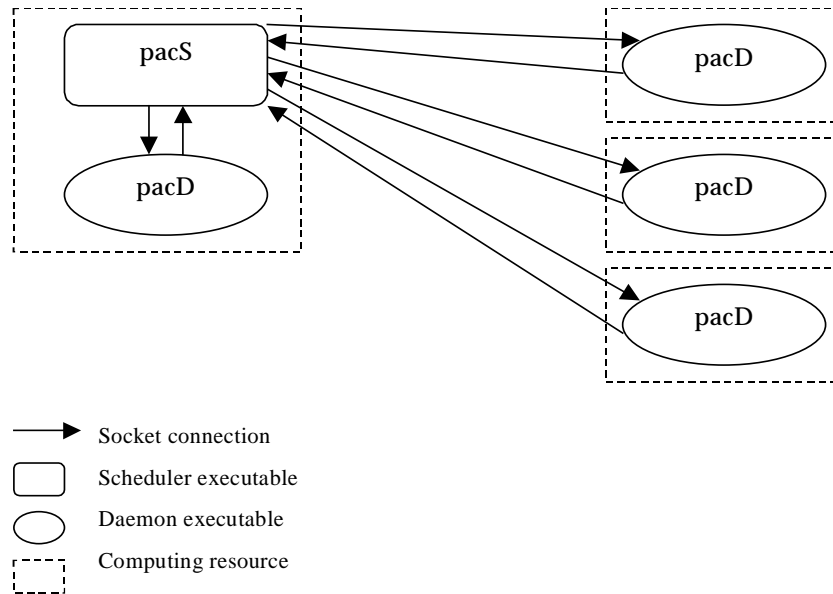 pacS
pacD
pacD
pacD
pacD
Socket connection
Scheduler executable
Daemon executable
Computing resource